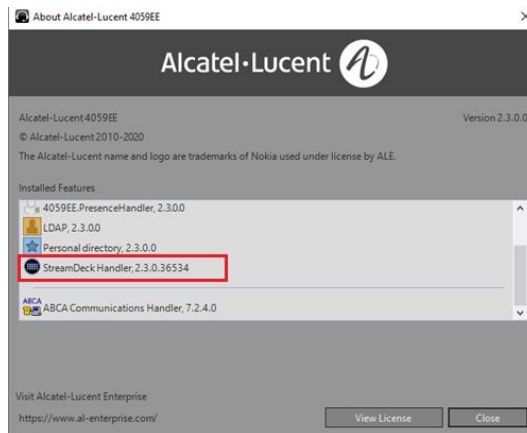 About Alcatel-Lucent 4059EE
Alcatel·Lucent
Alcatel-Lucent 4059EE
Version 2.3.0.0
© Alcatel-Lucent 2010-2020
The Alcatel-Lucent name and logo are trademarks of Nokia used under license by ALE.
Installed Features
4059EE.PresenceHandler, 2.3.0.0
LDAP, 2.3.0.0
Personal directory, 2.3.0.0
StreamDeck Handler, 2.3.0.36534
ABCA
ABCA Communications Handler, 7.2.4.0
Visit Alcatel-Lucent Enterprise
https://www.al-enterprise.com/
View License
Close